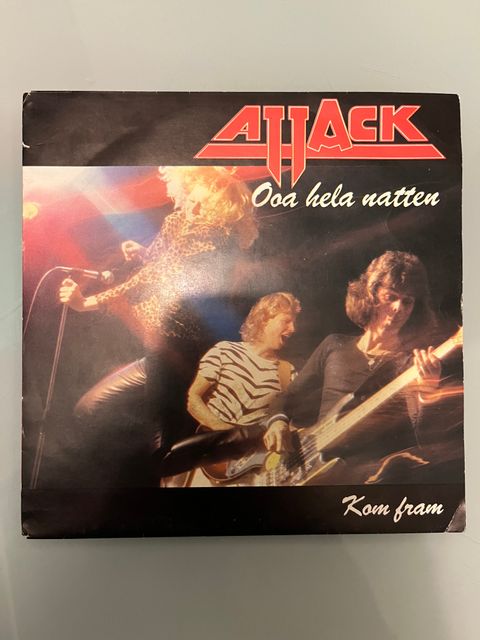 ATTACK
Ooa hela natten
Kom fram